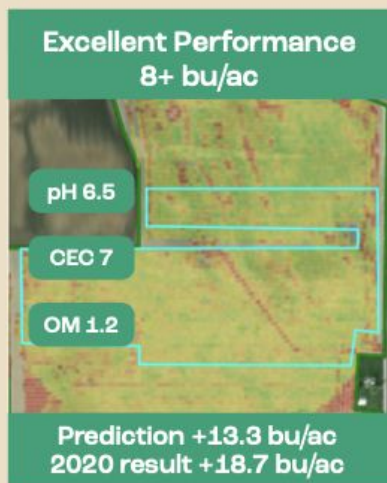 Excellent Performance
8+ bu/ac
pH 6.5
CEC 7
OM 1.2
Prediction +13.3 bu/ac
2020 result +18.7 bu/ac